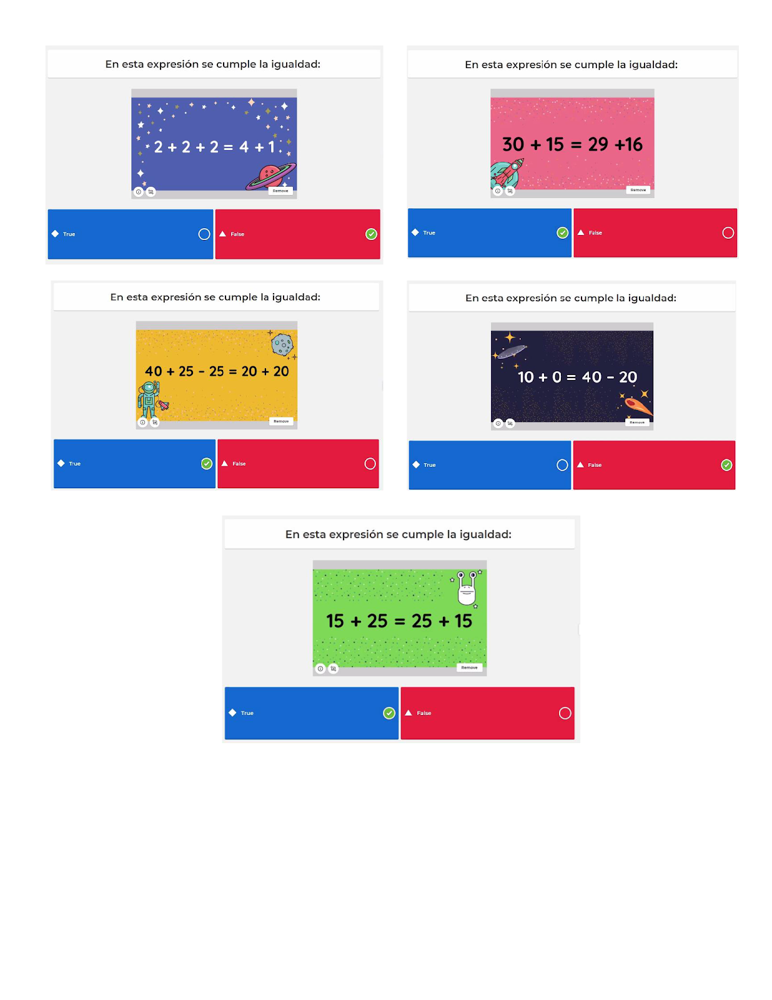 En esta expresión se cumple la igualdad:
2 + 2 + 2 = 4 + 1
Remove
True
False
En esta expresión se cumple la igualdad:
30 + 15 = 29 +16
Remove
True
False
En esta expresión se cumple la igualdad:
40 + 25 - 25 = 20 + 20
Remove
True
False
En esta expresión se cumple la igualdad:
10 + 0 = 40 - 20
Remove
True
False
En esta expresión se cumple la igualdad:
15 + 25 = 25 + 15
Remove
True
False